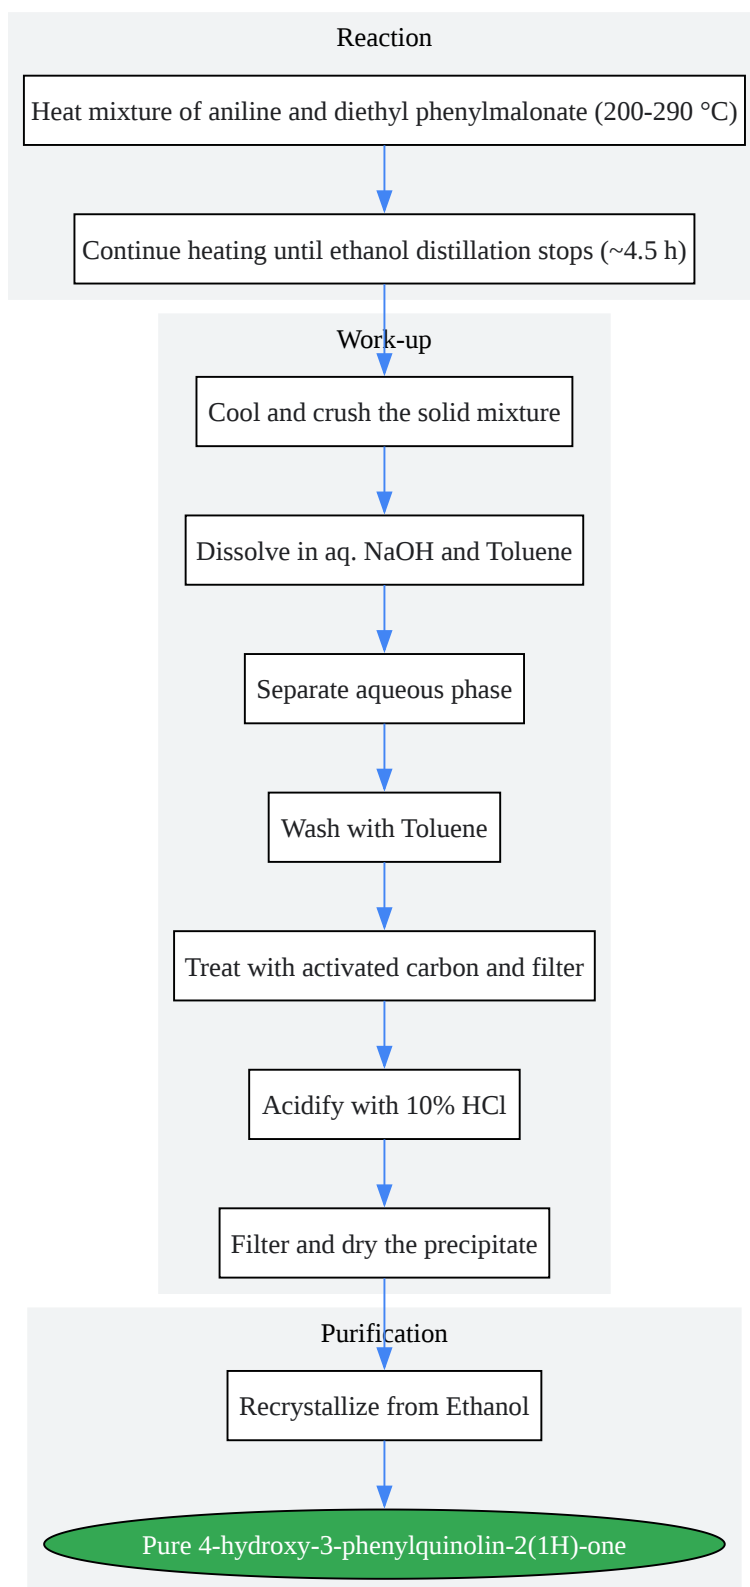 Reaction
Heat mixture of aniline and diethyl phenylmalonate (200-290 °C)
Continue heating until ethanol distillation stops (~4.5 h)
Work-up
Cool and crush the solid mixture
Dissolve in aq. NaOH and Toluene
Separate aqueous phase
Wash with Toluene
Treat with activated carbon and filter
Acidify with 10% HCl
Filter and dry the precipitate
Purification
Recrystallize from Ethanol
Pure 4-hydroxy-3-phenylquinolin-2(1H)-one